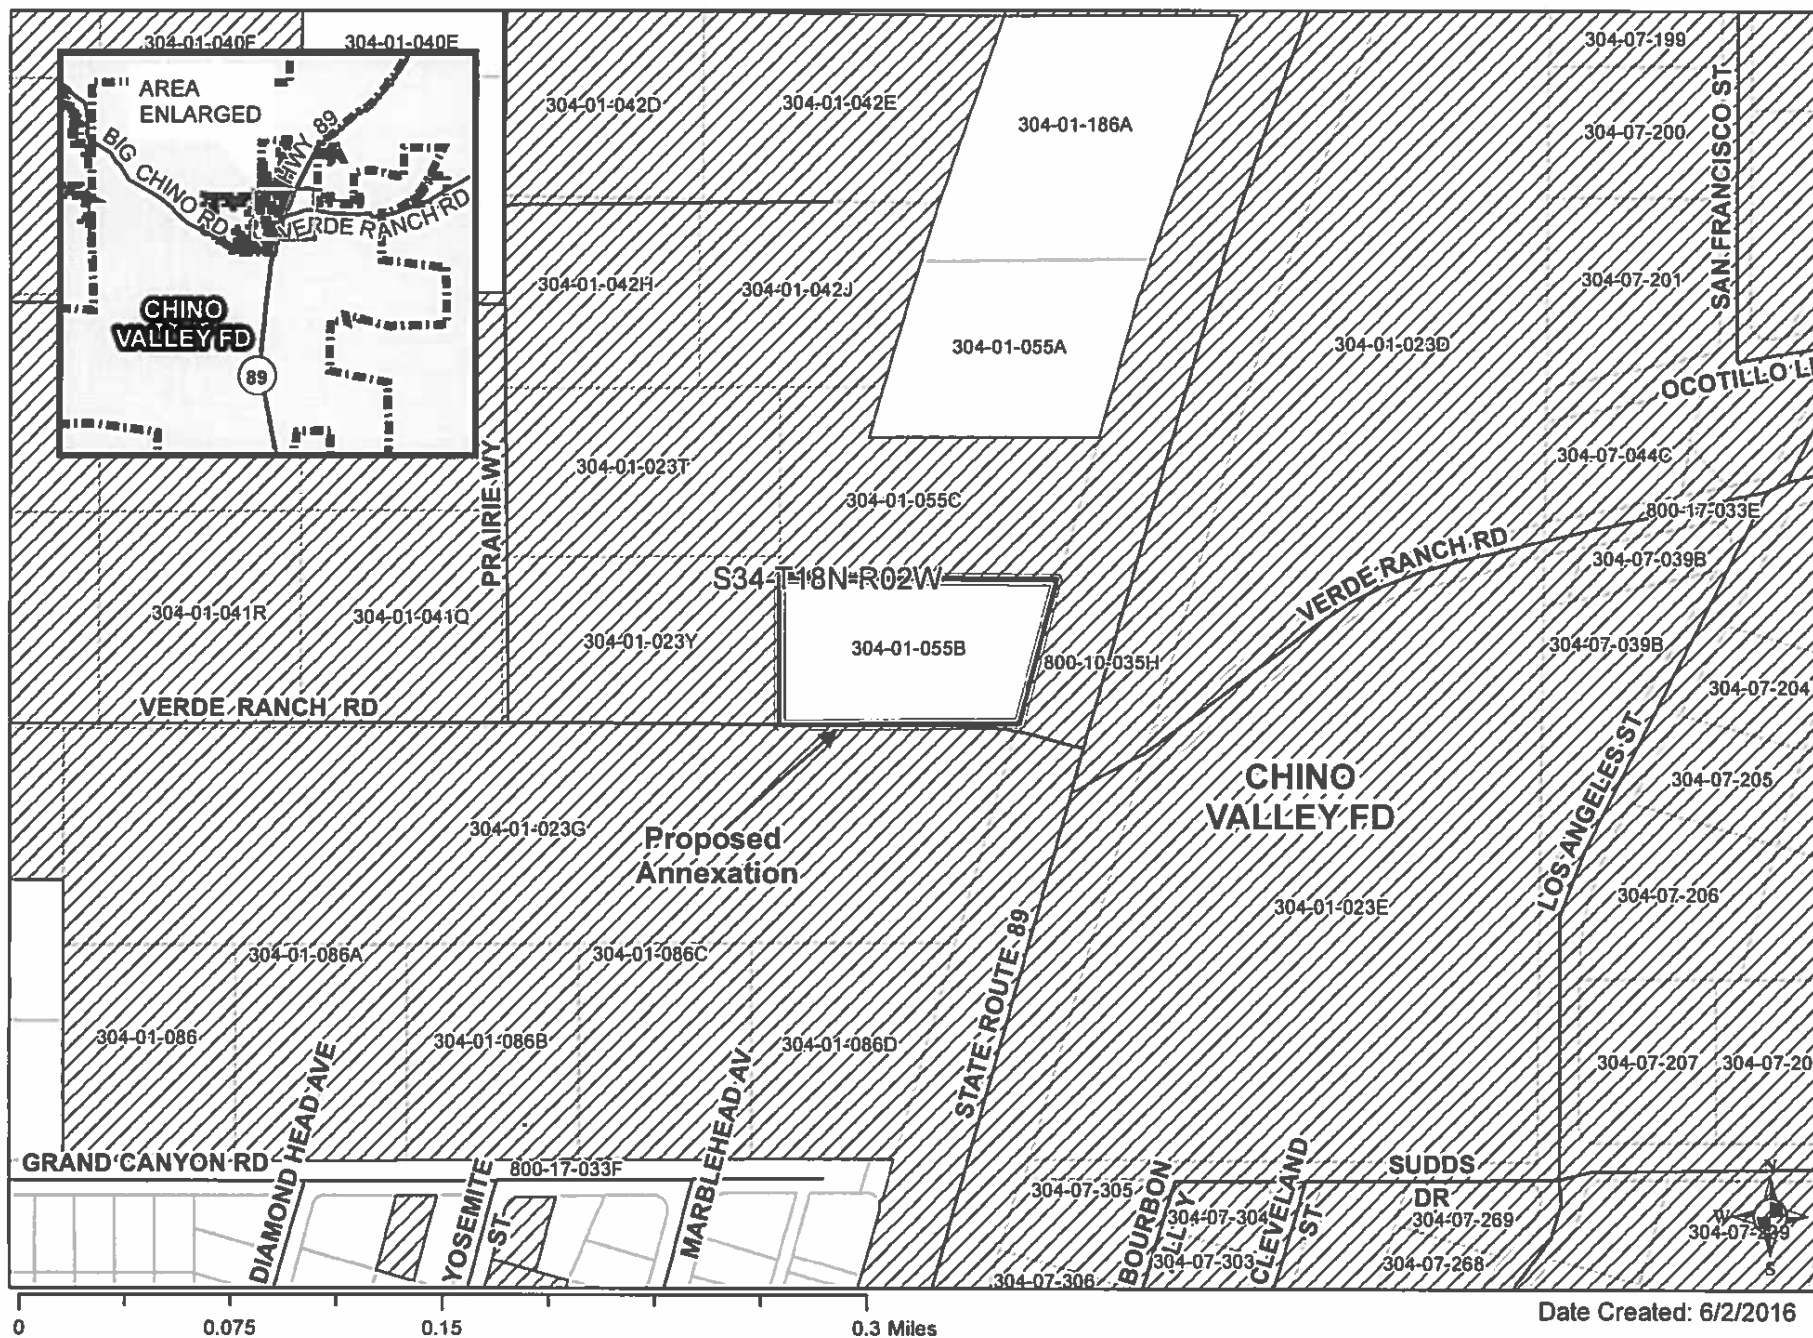 304-01-040F
304-01-040E
304-07-199
AREA
ENLARGED
HWY 89
BIG CHINO RD
VERDE RANCH RD
CHINO
VALLEY FD
89
304-01-042D
304-01-042E
304-01-186A
304-07-200
SAN FRANCISCO ST
304-01-042H
304-01-042J
304-07-201
304-01-055A
304-01-023D
PRAIRIE WY
304-01-023T
304-01-055C
304-07-044C
800-17-033E
VERDE RANCH RD
304-07-039B
S34-T18N-R02W
304-01-041R
304-01-041Q
304-01-023Y
304-01-055B
800-10-035H
304-07-039B
304-07-204
VERDE RANCH RD
CHINO
VALLEY FD
LOS ANGELES ST
304-07-205
304-01-023G
Proposed
Annexation
304-01-023E
304-07-206
304-01-086A
304-01-086C
STATE ROUTE 89
304-01-086
304-01-086B
304-01-086D
304-07-207
304-07-20
DIAMOND HEAD AVE
MARBLEHEAD AV
GRAND CANYON RD
800-17-033F
YOSEMITE
ST
304-07-305
BOURBON
LLY
304-07-304
CLEVELAND
ST
SUDDS
DR
304-07-269
304-07-303
304-07-268
304-07-306
W
S
0
0.075
0.15
0.3 Miles
Date Created: 6/2/2016